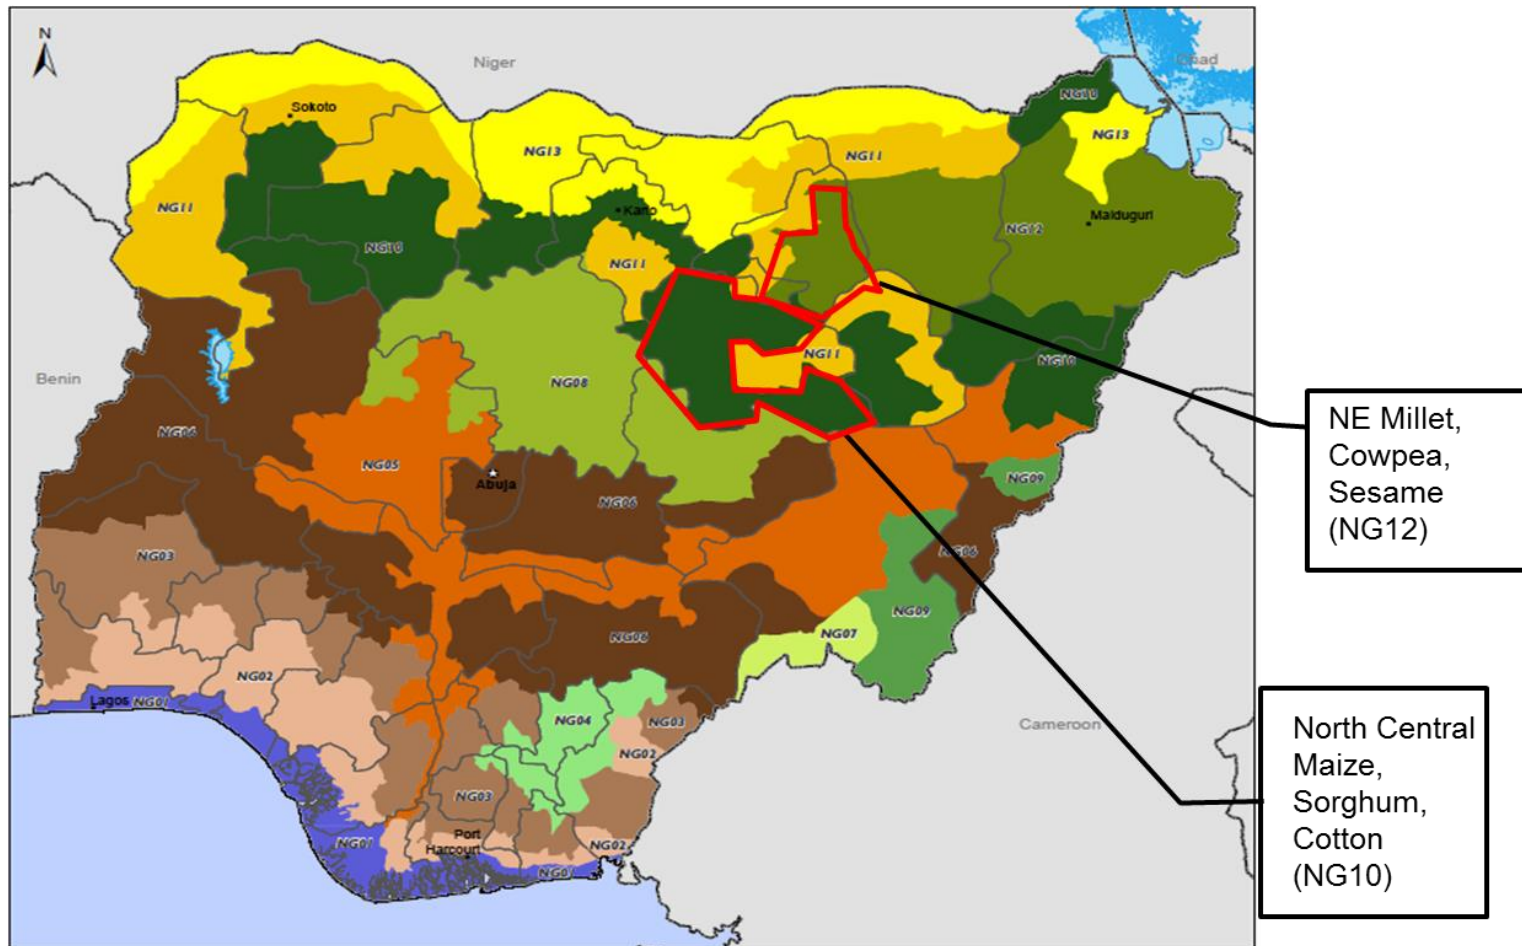 N
Niger
Chad
Sokoto
NG10
NG13
NG13
NG11
NG11
Kano
Maiduguri
NG12
NG10
NG11
NG11
NG10
Benin
NG08
NG06
NG05
Abuja
NG06
NG09
NG06
NG03
NG09
NG07
NG06
NG02
Lagos
NG01
NG04
NG03
Cameroon
NG02
NG03
Port
Harcourt
NG01
NG02
NG01
NE Millet,
Cowpea,
Sesame
(NG12)
North Central
Maize,
Sorghum,
Cotton
(NG10)